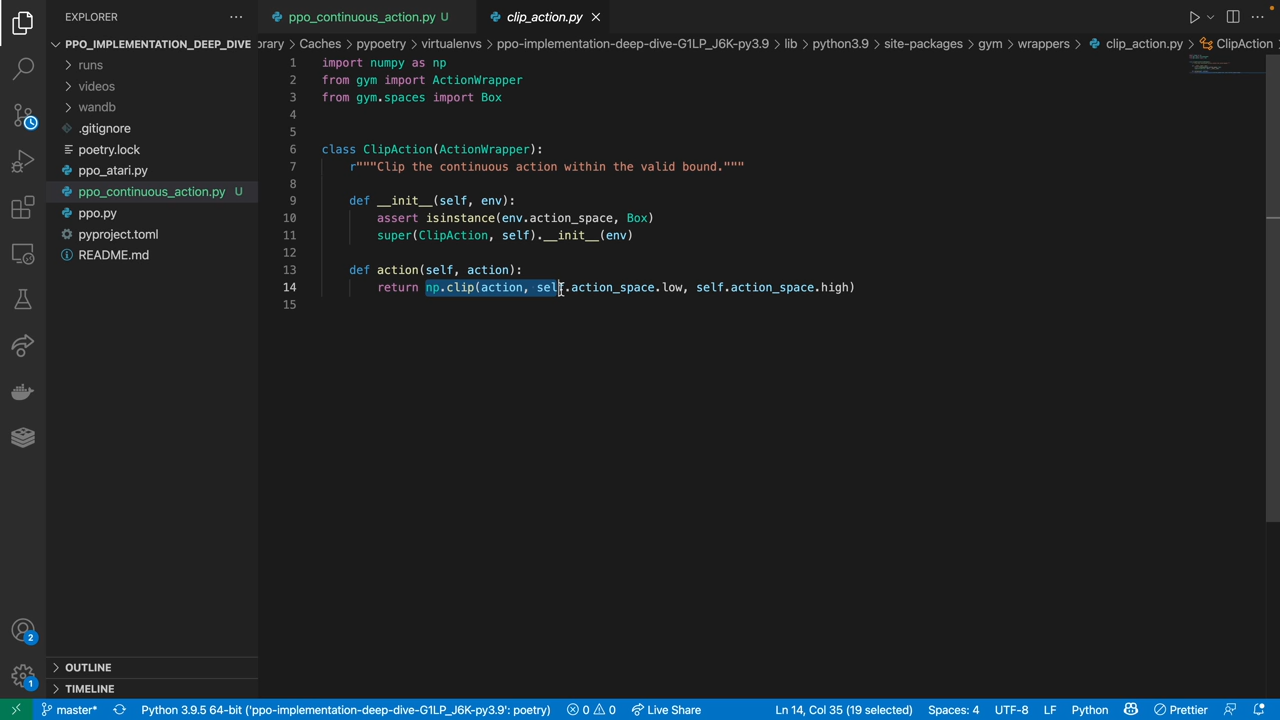 EXPLORER
ppo_continuous_action.py U
clip_action.py
PPO_IMPLEMENTATION_DEEP_DIVE
brary > Caches > pypoetry > virtualenvs > ppo-implementation-deep-dive-G1LP_J6K-py3.9 > lib > python3.9 > site-packages > gym > wrappers > clip_action.py > ClipAction
runs
videos
wandb
.gitignore
poetry.lock
ppo_atari.py
ppo_continuous_action.py U
ppo.py
pyproject.toml
README.md
OUTLINE
TIMELINE
1 import numpy as np
2 from gym import ActionWrapper
3 from gym.spaces import Box
4
5
6 class ClipAction(ActionWrapper):
7 r"""Clip the continuous action within the valid bound."""
8
9 def __init__(self, env):
10 assert isinstance(env.action_space, Box)
11 super(ClipAction, self).__init__(env)
12
13 def action(self, action):
14 return np.clip(action, self.action_space.low, self.action_space.high)
15
2
1
master* Python 3.9.5 64-bit ('ppo-implementation-deep-dive-G1LP_J6K-py3.9': poetry) 0 0 Live Share Ln 14, Col 35 (19 selected) Spaces: 4 UTF-8 LF Python Prettier